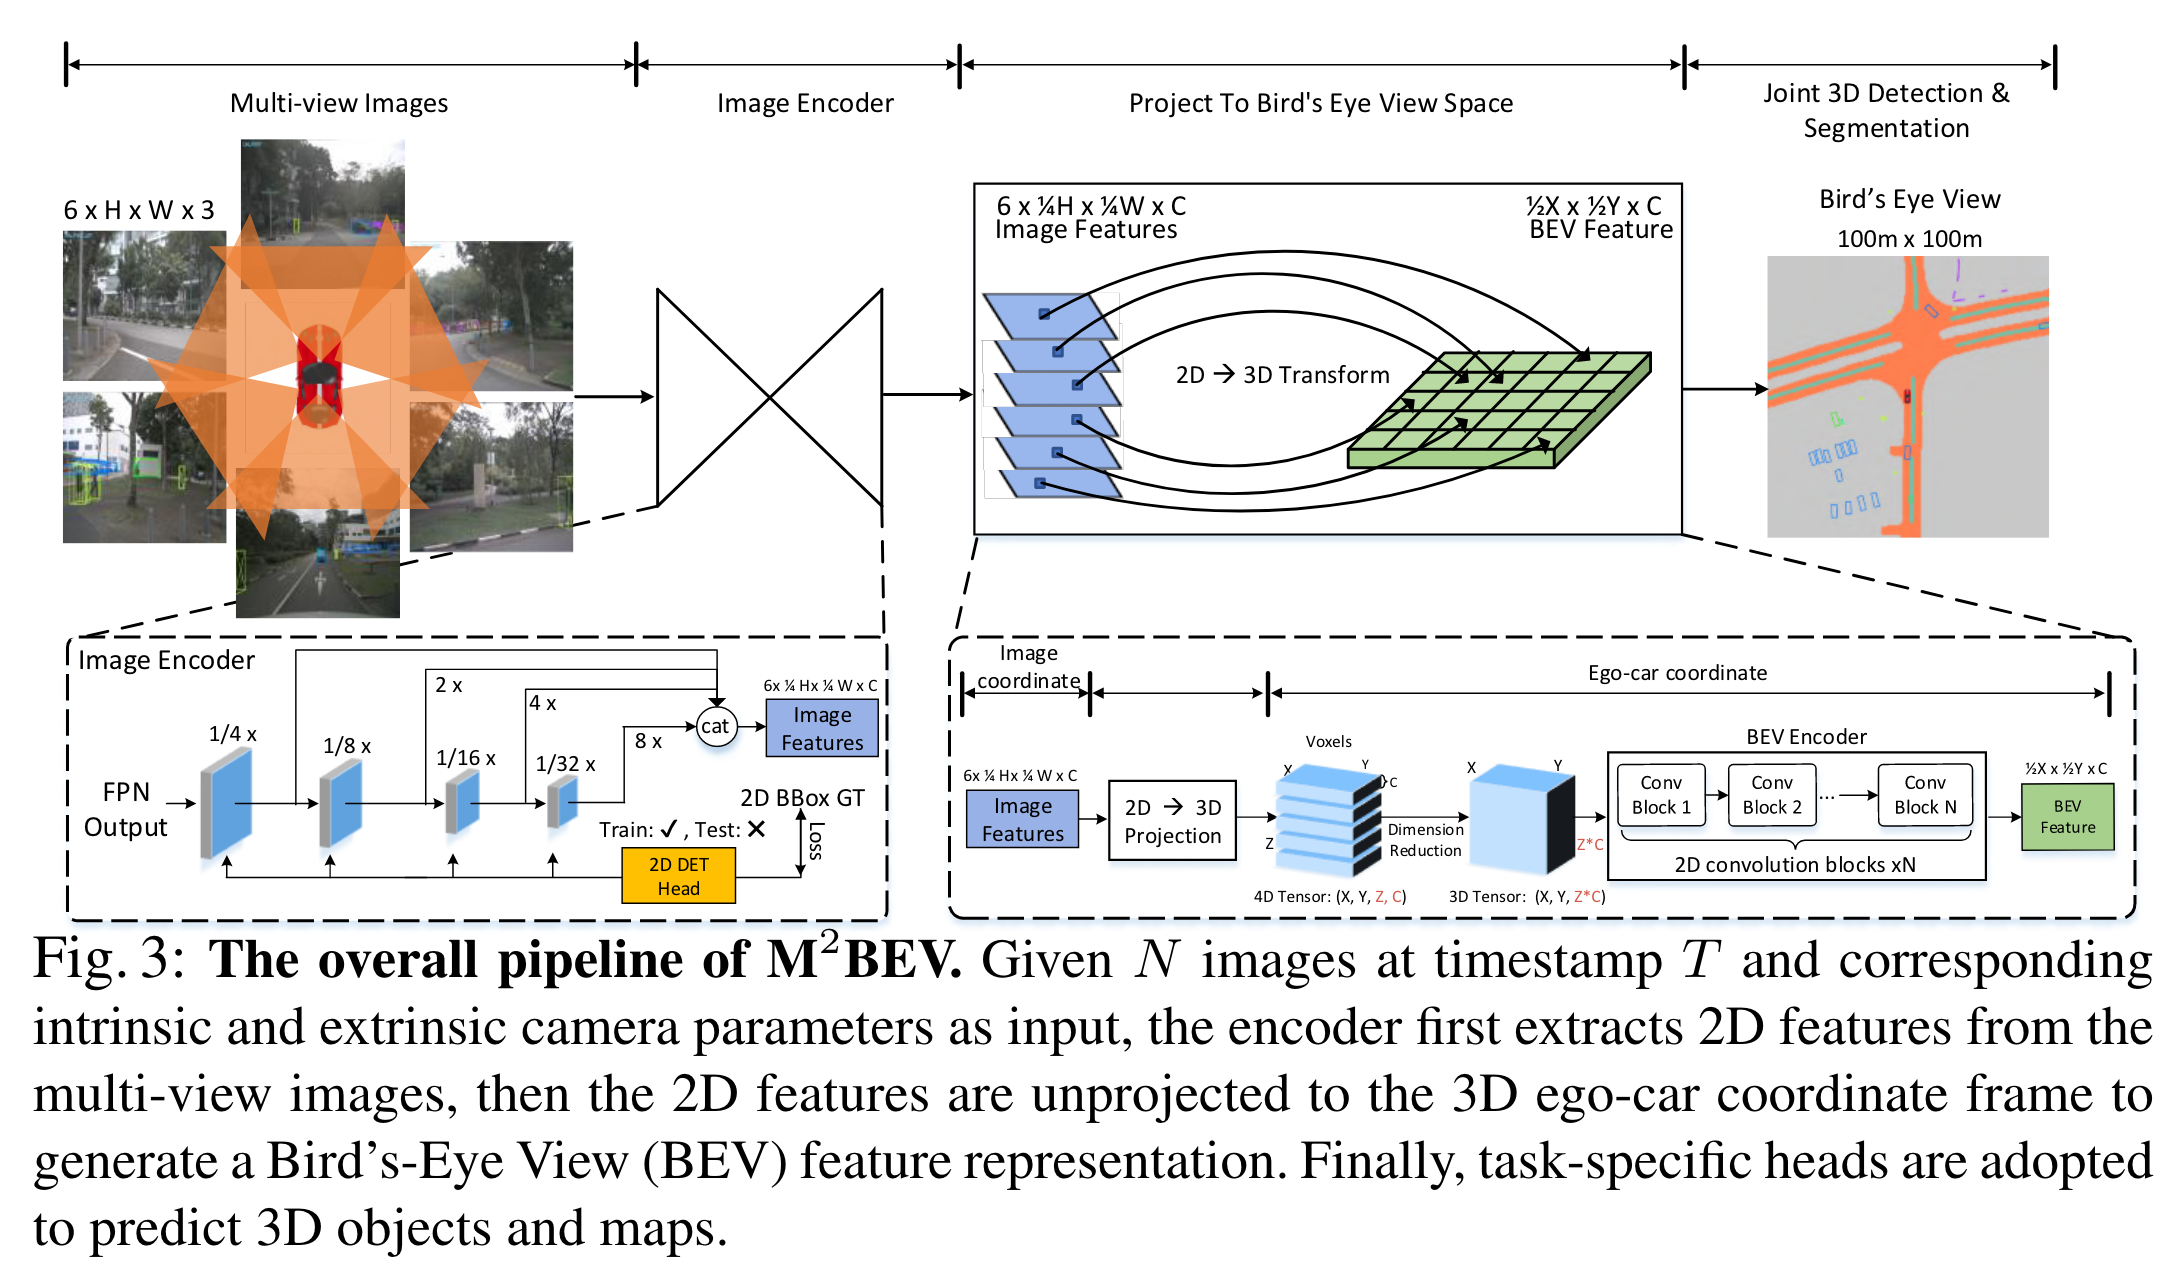 Multi-view Images
Image Encoder
Project To Bird's Eye View Space
Joint 3D Detection &
Segmentation
6 x H x W x 3
6 x ¼H x ¼W x C
Image Features
½X x ½Y x C
BEV Feature
2D → 3D Transform
Bird's Eye View
100m x 100m
Image Encoder
FPN
Output
1/4 x
1/8 x
1/16 x
1/32 x
2 x
4 x
8 x
cat
6x ¼ Hx ¼ W x C
Image
Features
2D BBox GT
Train: ✓ , Test: ✕
Loss
2D DET
Head
Image
coordinate
Ego-car coordinate
6x ¼ Hx ¼ W x C
Image
Features
2D → 3D
Projection
Voxels
X
Y
C
Z
4D Tensor: (X, Y, Z, C)
Dimension
Reduction
X
Y
Z*C
3D Tensor: (X, Y, Z*C)
BEV Encoder
Conv
Block 1
Conv
Block 2
...
Conv
Block N
2D convolution blocks xN
½X x ½Y x C
BEV
Feature
Fig. 3: The overall pipeline of M²BEV. Given N images at timestamp T and corresponding
intrinsic and extrinsic camera parameters as input, the encoder first extracts 2D features from the
multi-view images, then the 2D features are unprojected to the 3D ego-car coordinate frame to
generate a Bird's-Eye View (BEV) feature representation. Finally, task-specific heads are adopted
to predict 3D objects and maps.